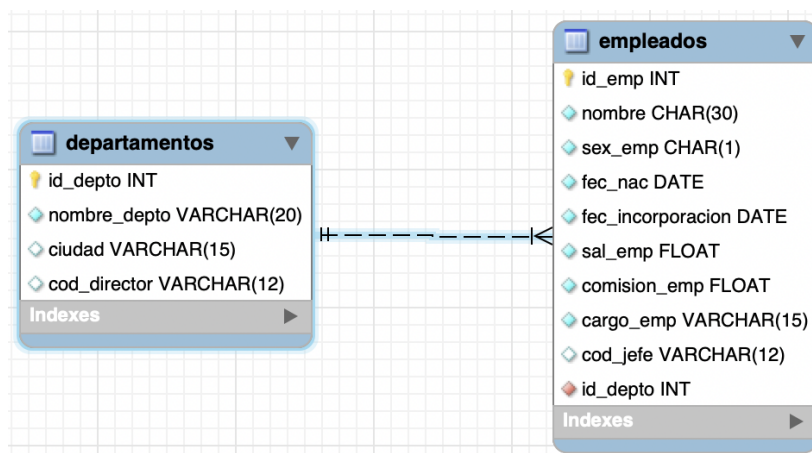 departamentos
id_depto INT
nombre_depto VARCHAR(20)
ciudad VARCHAR(15)
cod_director VARCHAR(12)
Indexes
empleados
id_emp INT
nombre CHAR(30)
sex_emp CHAR(1)
fec_nac DATE
fec_incorporacion DATE
sal_emp FLOAT
comision_emp FLOAT
cargo_emp VARCHAR(15)
cod_jefe VARCHAR(12)
id_depto INT
Indexes